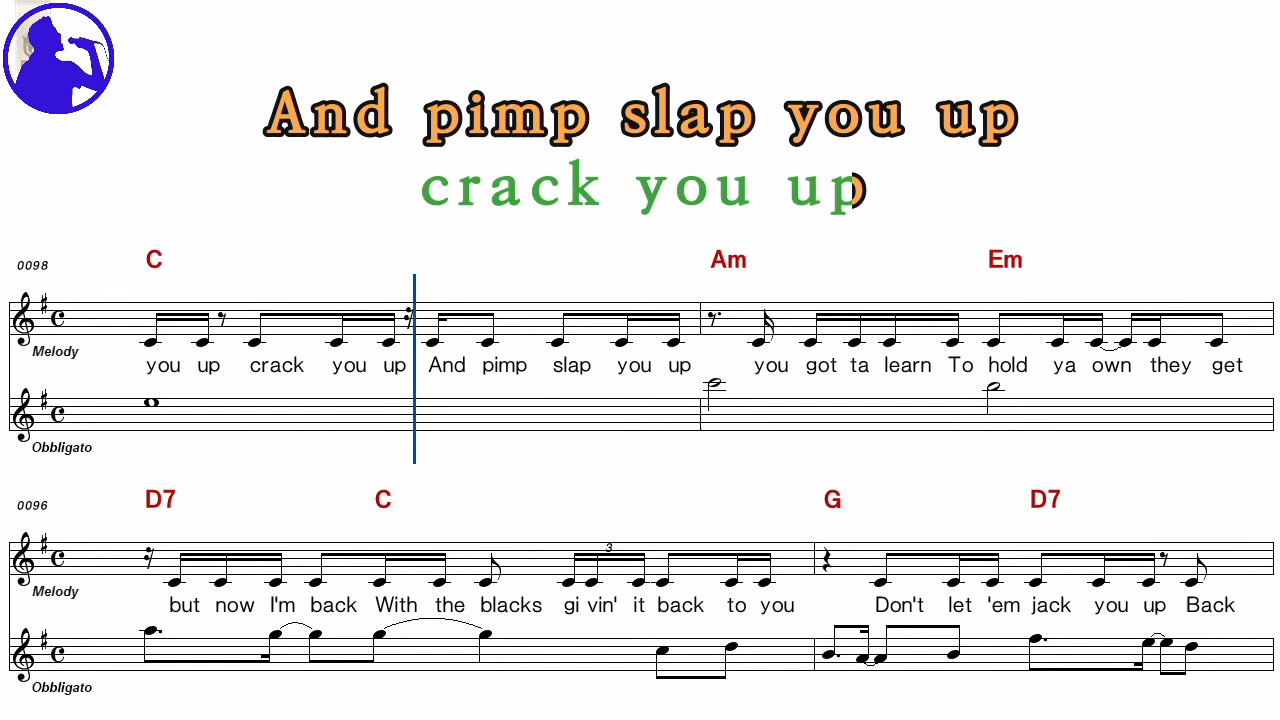 And pimp slap you up
crack you up
0098 C Am Em
Melody
you up crack you up And pimp slap you up you got ta learn To hold ya own they get
Obbligato
0096 D7 C G D7
3
Melody
but now I'm back With the blacks gi vin' it back to you Don't let 'em jack you up Back
Obbligato